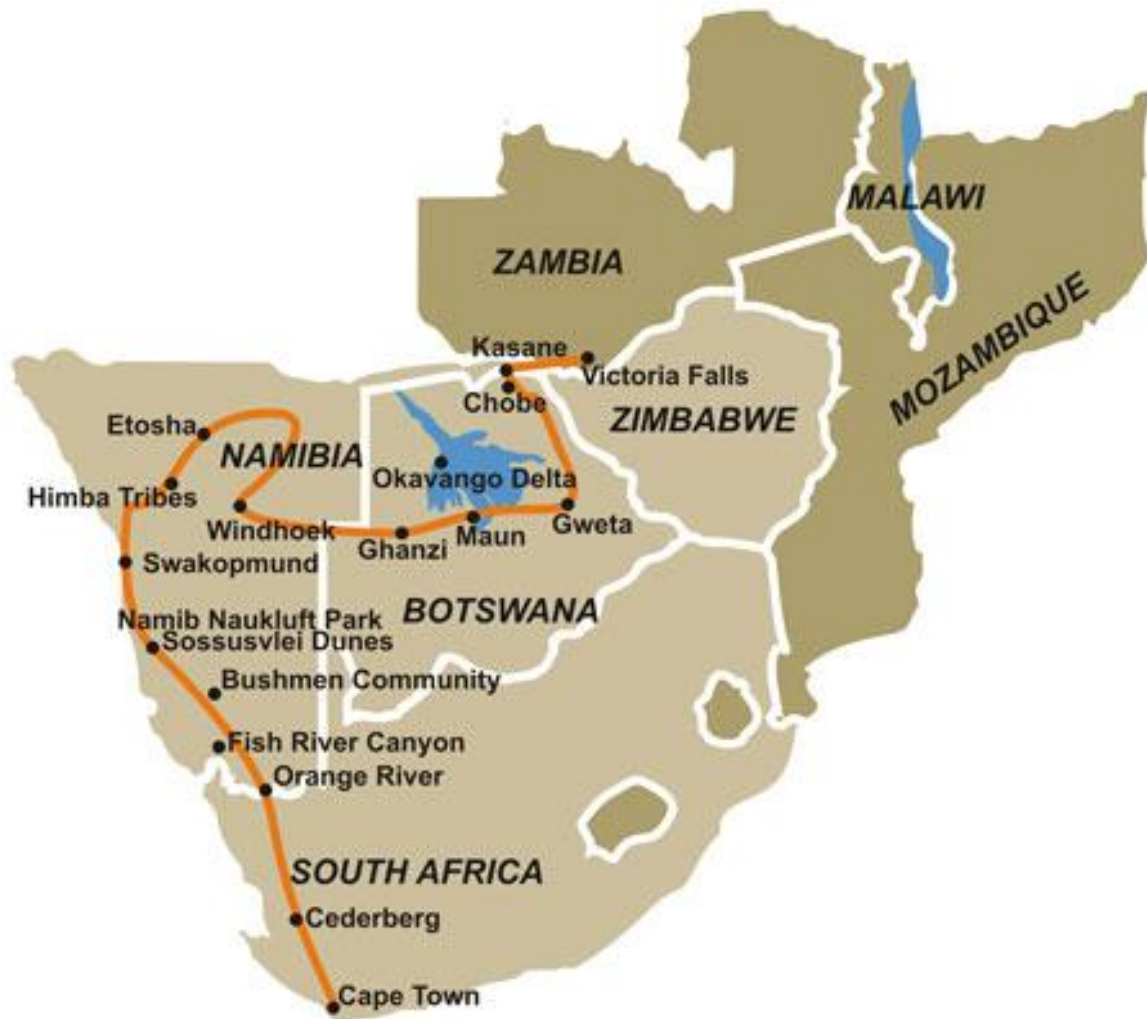 MALAWI
ZAMBIA
MOZAMBIQUE
Kasane
Victoria Falls
Chobe
ZIMBABWE
Etosha
NAMIBIA
Okavango Delta
Himba Tribes
Windhoek
Ghanzi
Maun
Gweta
Swakopmund
BOTSWANA
Namib Naukluft Park
Sossusvlei Dunes
Bushmen Community
Fish River Canyon
Orange River
SOUTH AFRICA
Cederberg
Cape Town